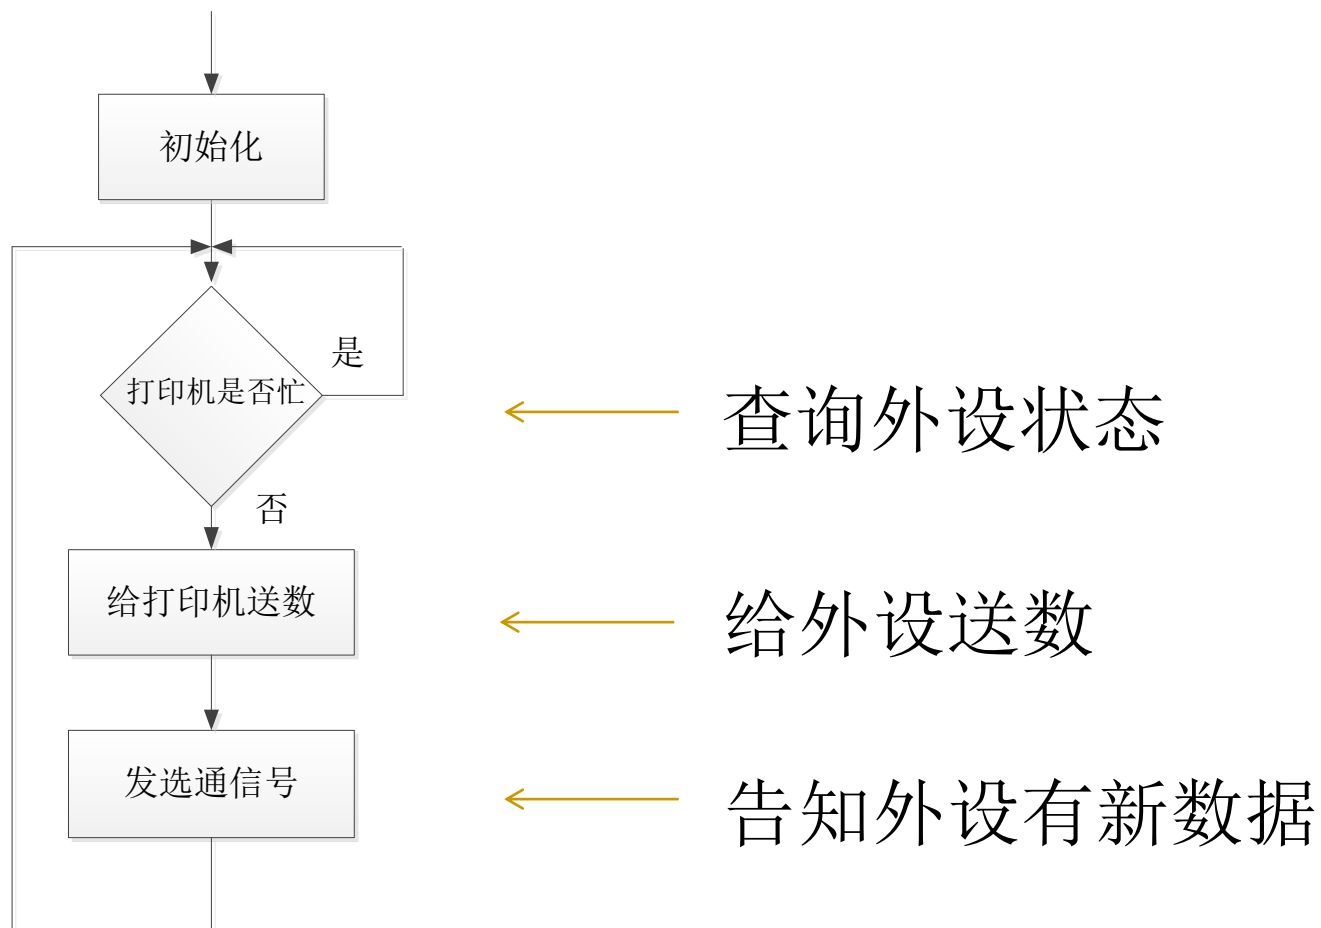 初始化
是
打印机是否忙
查询外设状态
否
给打印机送数
给外设送数
发选通信号
告知外设有新数据